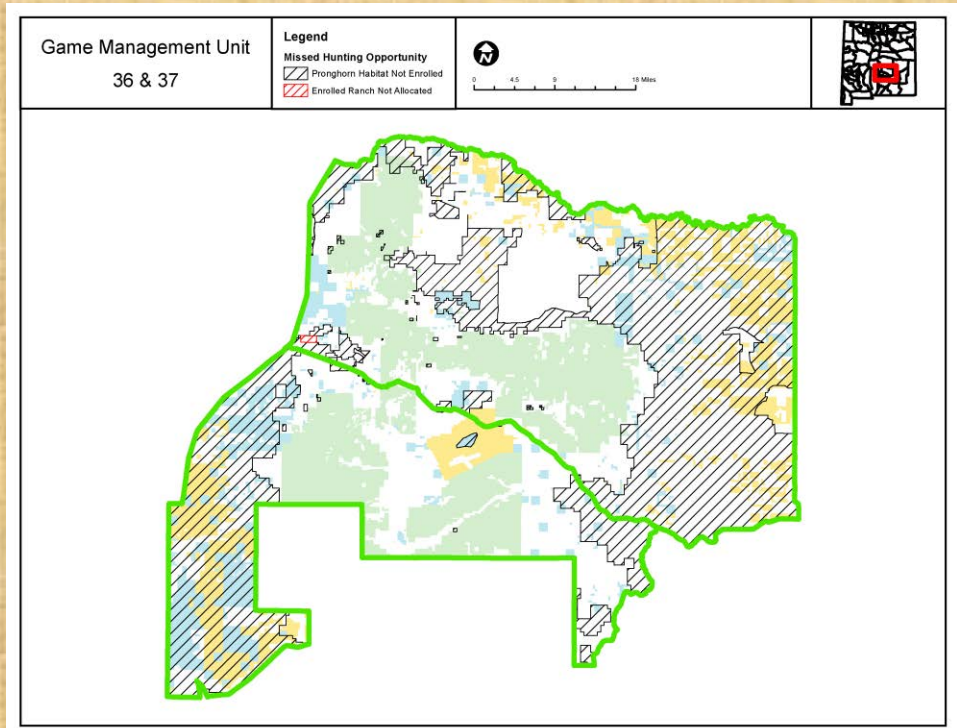 Game Management Unit
36 & 37
Legend
Missed Hunting Opportunity
Pronghorn Habitat Not Enrolled
Enrolled Ranch Not Allocated
N
0 4.5 9 18 Miles